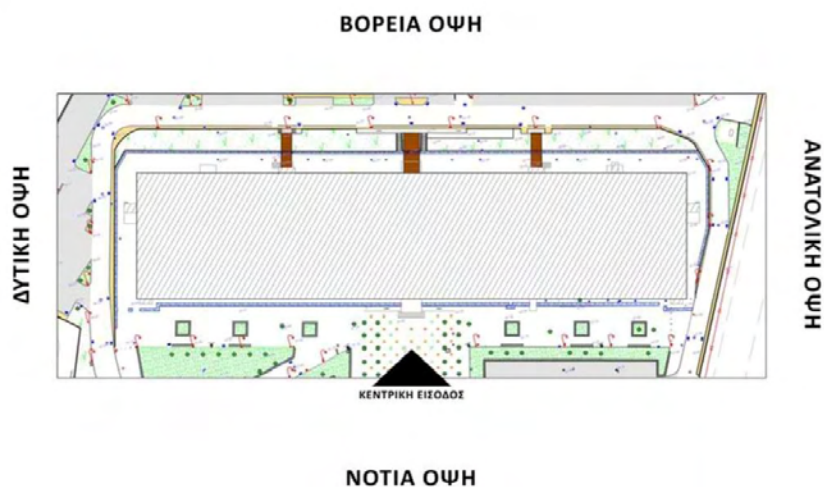 ΒΟΡΕΙΑ ΟΨΗ
ΔΥΤΙΚΗ ΟΨΗ
ΑΝΑΤΟΛΙΚΗ ΟΨΗ
ΚΕΝΤΡΙΚΗ ΕΙΣΟΔΟΣ
ΝΟΤΙΑ ΟΨΗ